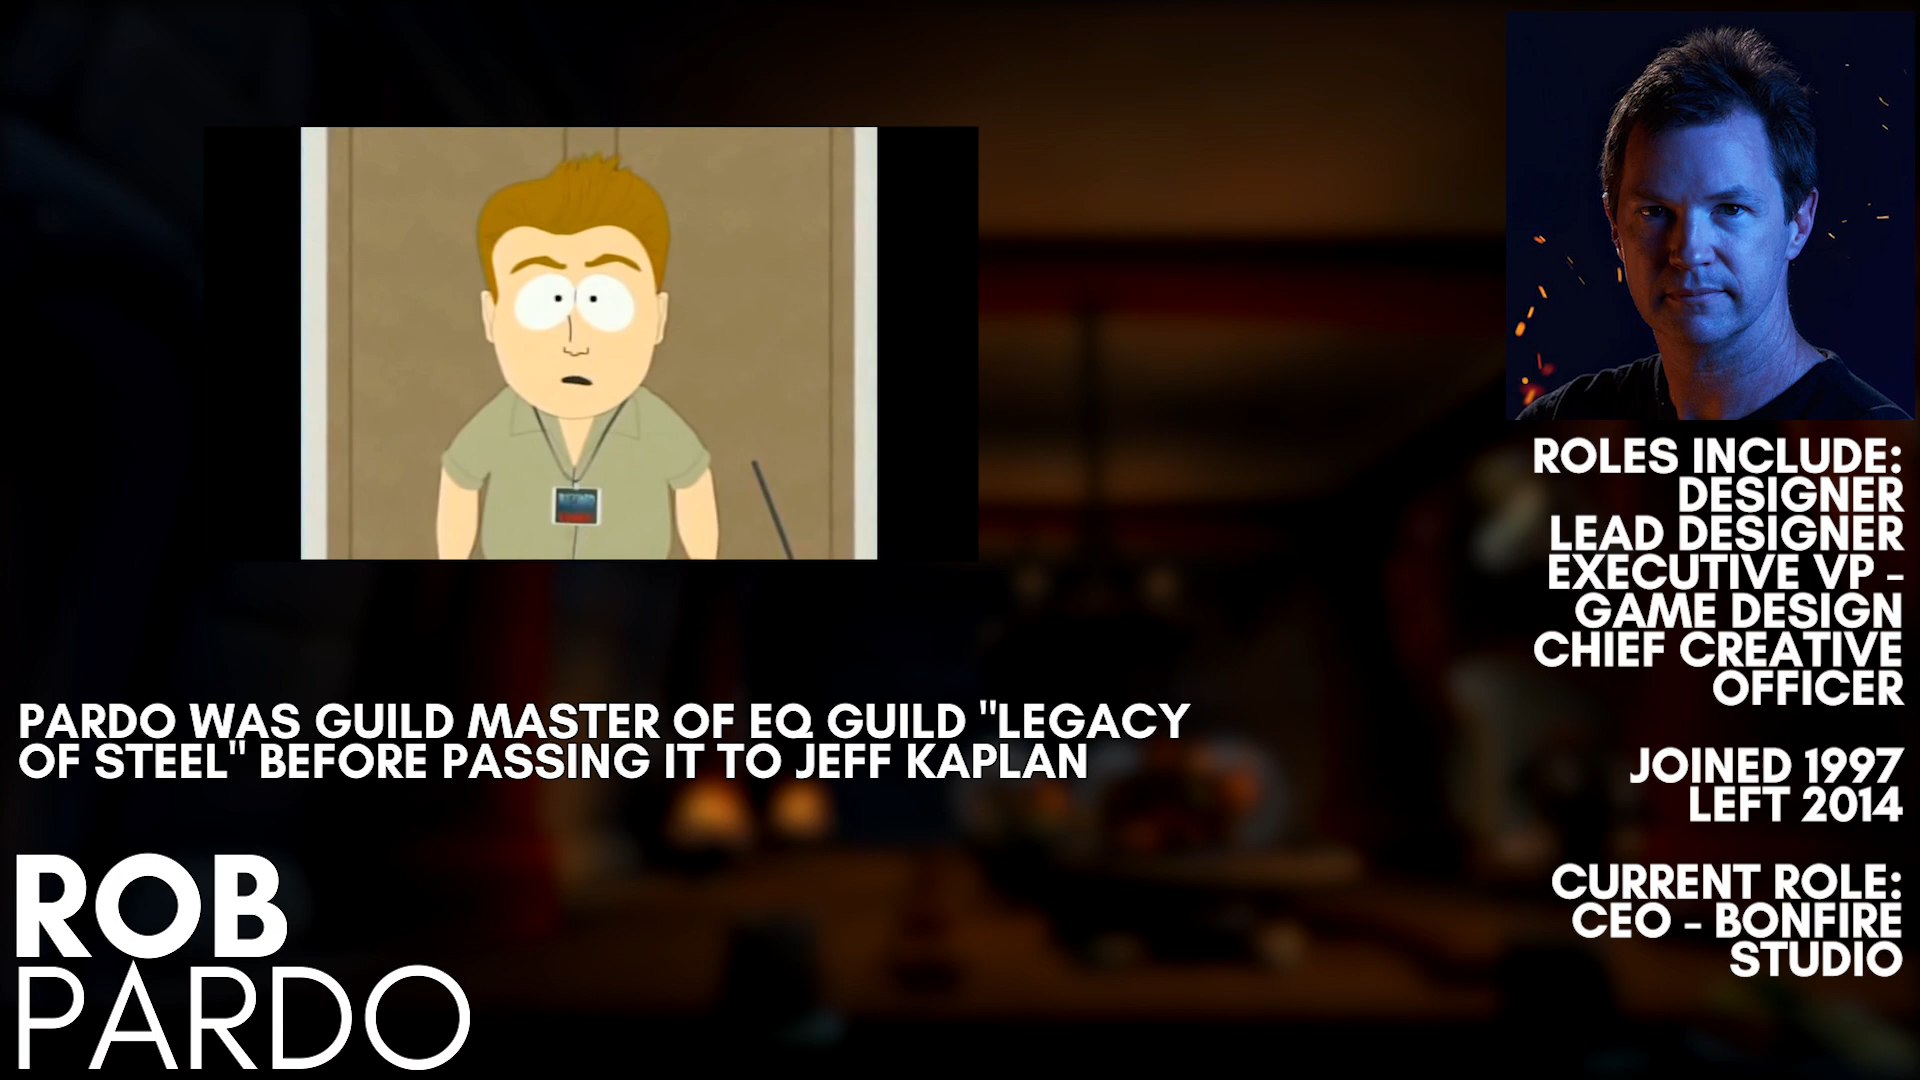 ROLES INCLUDE:
DESIGNER
LEAD DESIGNER
EXECUTIVE VP -
GAME DESIGN
CHIEF CREATIVE
OFFICER
JOINED 1997
LEFT 2014
CURRENT ROLE:
CEO - BONFIRE
STUDIO
PARDO WAS GUILD MASTER OF EQ GUILD "LEGACY
OF STEEL" BEFORE PASSING IT TO JEFF KAPLAN
ROB
PARDO